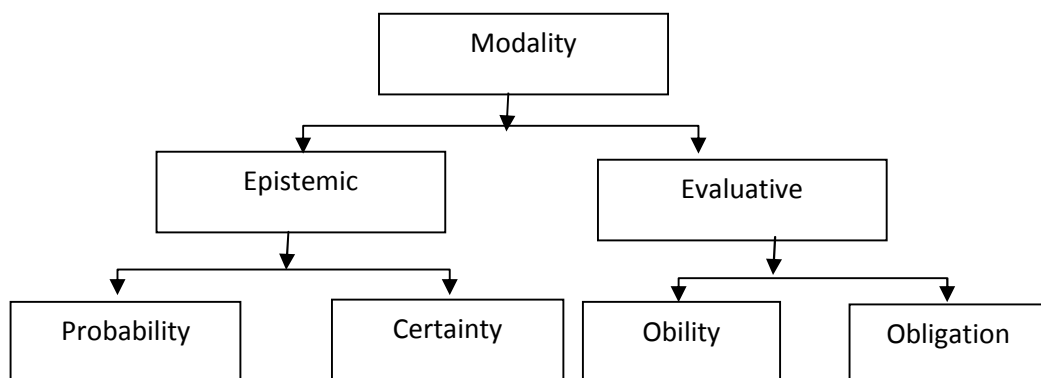 Modality
Epistemic
Evaluative
Probability
Certainty
Obility
Obligation